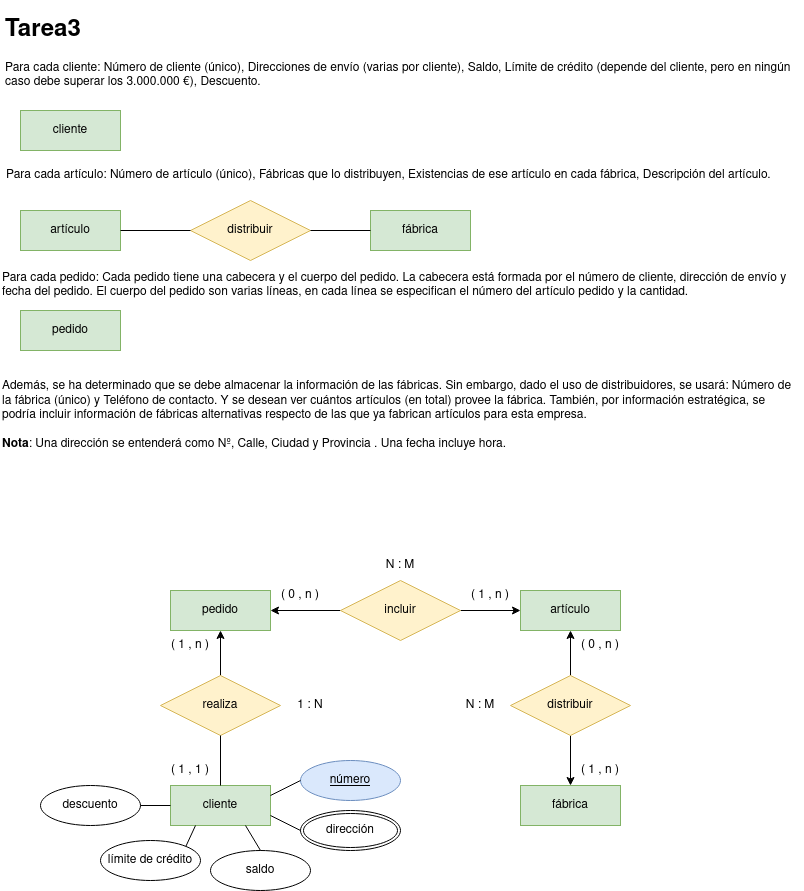 Tarea3
Para cada cliente: Número de cliente (único), Direcciones de envío (varias por cliente), Saldo, Límite de crédito (depende del cliente, pero en ningún
caso debe superar los 3.000.000 €), Descuento.
cliente
Para cada artículo: Número de artículo (único), Fábricas que lo distribuyen, Existencias de ese artículo en cada fábrica, Descripción del artículo.
artículo
distribuir
fábrica
Para cada pedido: Cada pedido tiene una cabecera y el cuerpo del pedido. La cabecera está formada por el número de cliente, dirección de envío y
fecha del pedido. El cuerpo del pedido son varias líneas, en cada línea se especifican el número del artículo pedido y la cantidad.
pedido
Además, se ha determinado que se debe almacenar la información de las fábricas. Sin embargo, dado el uso de distribuidores, se usará: Número de
la fábrica (único) y Teléfono de contacto. Y se desean ver cuántos artículos (en total) provee la fábrica. También, por información estratégica, se
podría incluir información de fábricas alternativas respecto de las que ya fabrican artículos para esta empresa.
Nota: Una dirección se entenderá como Nº, Calle, Ciudad y Provincia . Una fecha incluye hora.
N : M
( 0 , n )
( 1 , n )
pedido
incluir
artículo
( 1 , n )
( 0 , n )
realiza
1 : N
N : M
distribuir
( 1 , 1 )
( 1 , n )
número
descuento
cliente
fábrica
dirección
límite de crédito
saldo